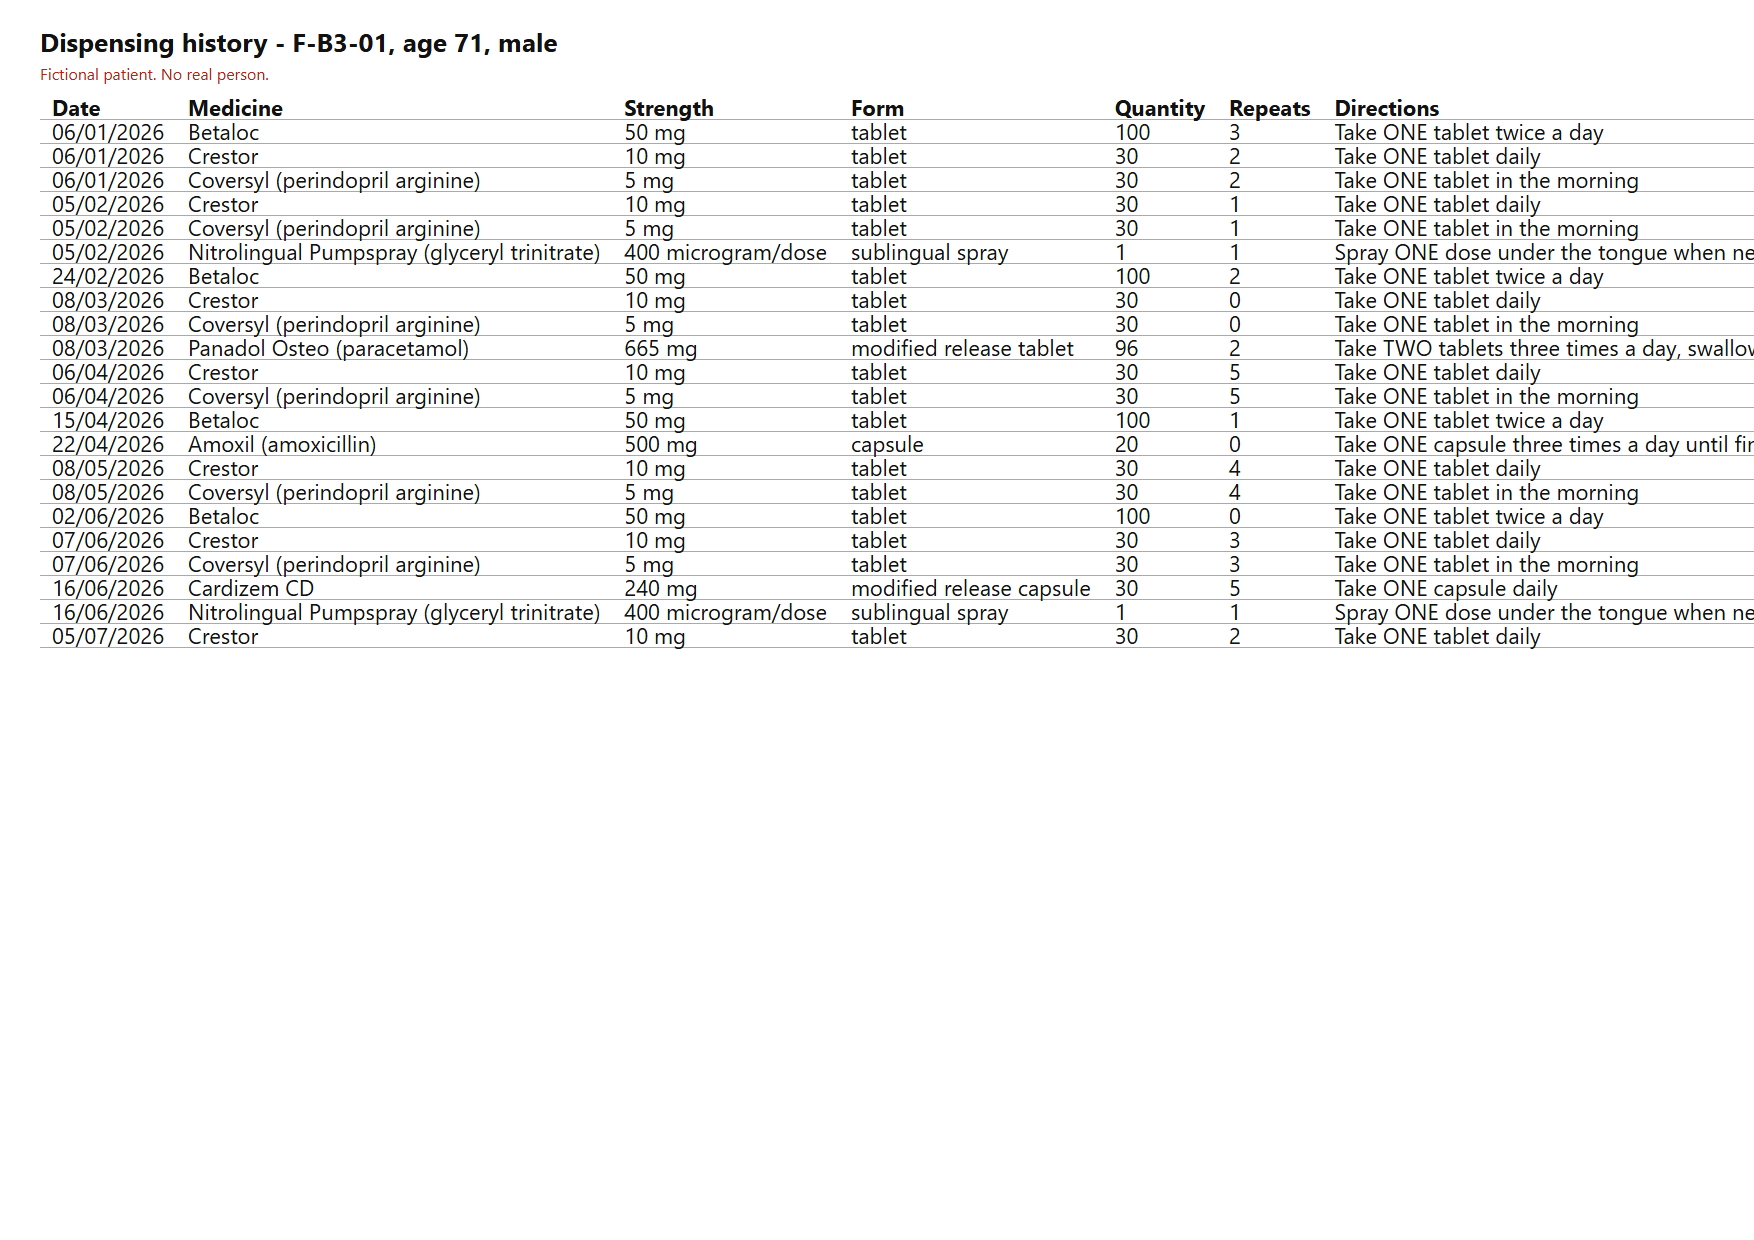 Dispensing history - F-B3-01, age 71, male
Fictional patient. No real person.
Date Medicine Strength Form Quantity Repeats Directions
06/01/2026 Betaloc 50 mg tablet 100 3 Take ONE tablet twice a day
06/01/2026 Crestor 10 mg tablet 30 2 Take ONE tablet daily
06/01/2026 Coversyl (perindopril arginine) 5 mg tablet 30 2 Take ONE tablet in the morning
05/02/2026 Crestor 10 mg tablet 30 1 Take ONE tablet daily
05/02/2026 Coversyl (perindopril arginine) 5 mg tablet 30 1 Take ONE tablet in the morning
05/02/2026 Nitrolingual Pumpspray (glyceryl trinitrate) 400 microgram/dose sublingual spray 1 1 Spray ONE dose under the tongue when
24/02/2026 Betaloc 50 mg tablet 100 2 Take ONE tablet twice a day
08/03/2026 Crestor 10 mg tablet 30 0 Take ONE tablet daily
08/03/2026 Coversyl (perindopril arginine) 5 mg tablet 30 0 Take ONE tablet in the morning
08/03/2026 Panadol Osteo (paracetamol) 665 mg modified release tablet 96 2 Take TWO tablets three times a day,
06/04/2026 Crestor 10 mg tablet 30 5 Take ONE tablet daily
06/04/2026 Coversyl (perindopril arginine) 5 mg tablet 30 5 Take ONE tablet in the morning
15/04/2026 Betaloc 50 mg tablet 100 1 Take ONE tablet twice a day
22/04/2026 Amoxil (amoxicillin) 500 mg capsule 20 0 Take ONE capsule three times a day until
08/05/2026 Crestor 10 mg tablet 30 4 Take ONE tablet daily
08/05/2026 Coversyl (perindopril arginine) 5 mg tablet 30 4 Take ONE tablet in the morning
02/06/2026 Betaloc 50 mg tablet 100 0 Take ONE tablet twice a day
07/06/2026 Crestor 10 mg tablet 30 3 Take ONE tablet daily
07/06/2026 Coversyl (perindopril arginine) 5 mg tablet 30 3 Take ONE tablet in the morning
16/06/2026 Cardizem CD 240 mg modified release capsule 30 5 Take ONE capsule daily
16/06/2026 Nitrolingual Pumpspray (glyceryl trinitrate) 400 microgram/dose sublingual spray 1 1 Spray ONE dose under the tongue when
05/07/2026 Crestor 10 mg tablet 30 2 Take ONE tablet daily